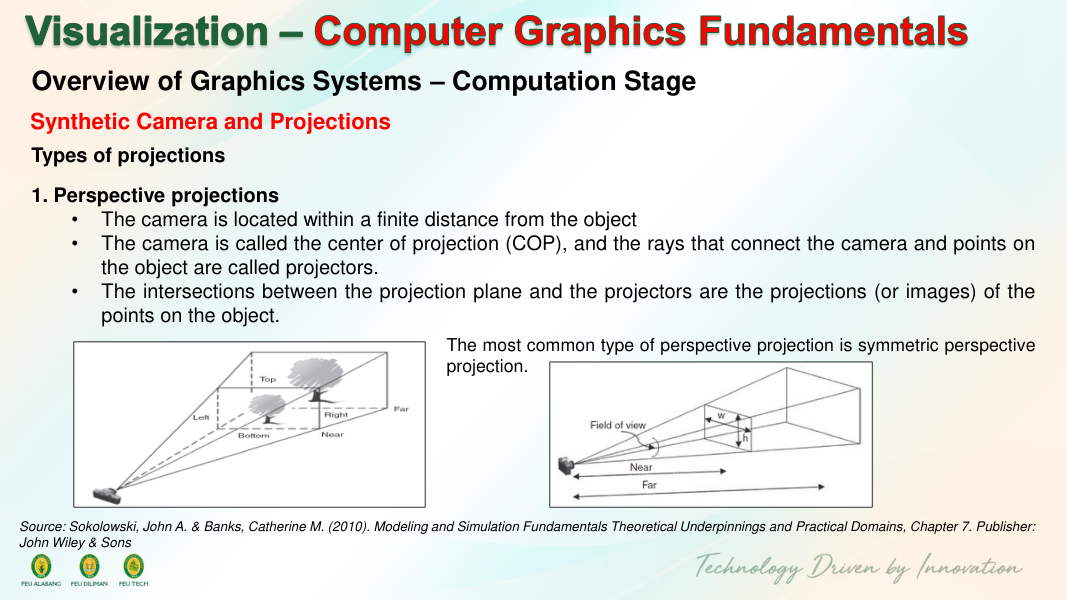 Visualization – Computer Graphics Fundamentals
Overview of Graphics Systems – Computation Stage
Synthetic Camera and Projections
Types of projections
1. Perspective projections
• The camera is located within a finite distance from the object
• The camera is called the center of projection (COP), and the rays that connect the camera and points on
the object are called projectors.
• The intersections between the projection plane and the projectors are the projections (or images) of the
points on the object.
The most common type of perspective projection is symmetric perspective
projection.
Top
Left
Right
Far
Bottom
Near
Field of view
w
h
Near
Far
Source: Sokolowski, John A. & Banks, Catherine M. (2010). Modeling and Simulation Fundamentals Theoretical Underpinnings and Practical Domains, Chapter 7. Publisher:
John Wiley & Sons
FEU ALABANG FEU DILIMAN FEU TECH
Technology Driven by Innovation